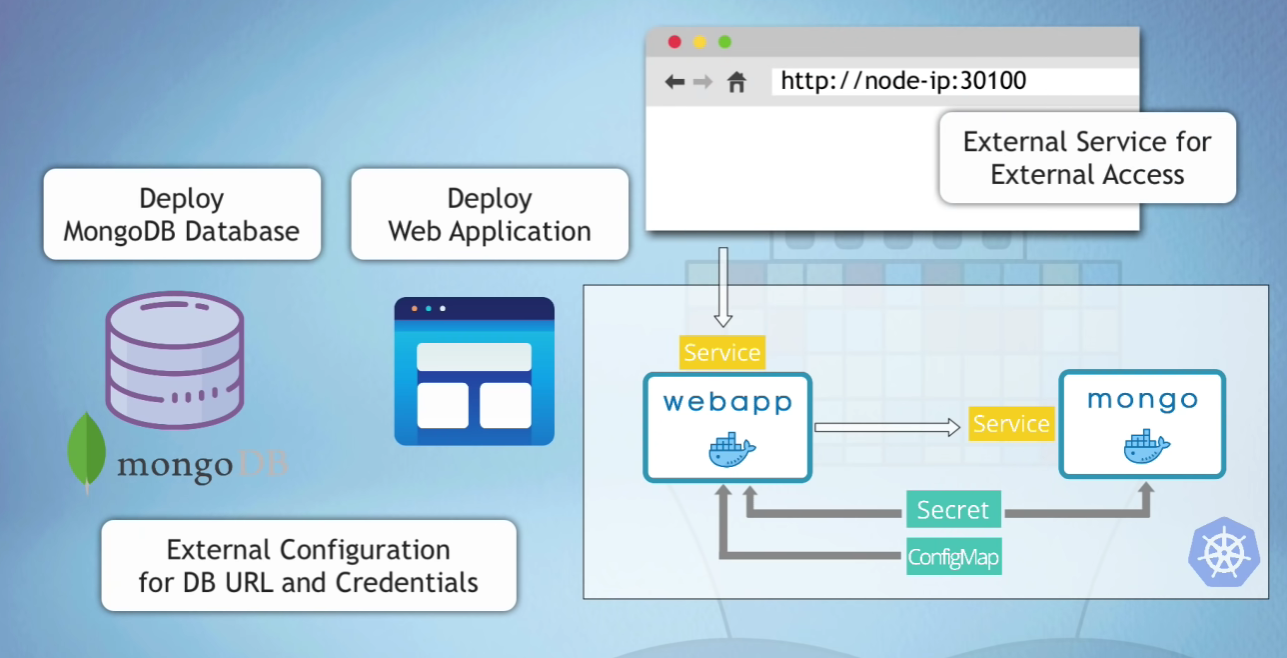 http://node-ip:30100
External Service for
External Access
Deploy
MongoDB Database
Deploy
Web Application
mongoDB
External Configuration
for DB URL and Credentials
Service
webapp
Service
mongo
Secret
ConfigMap